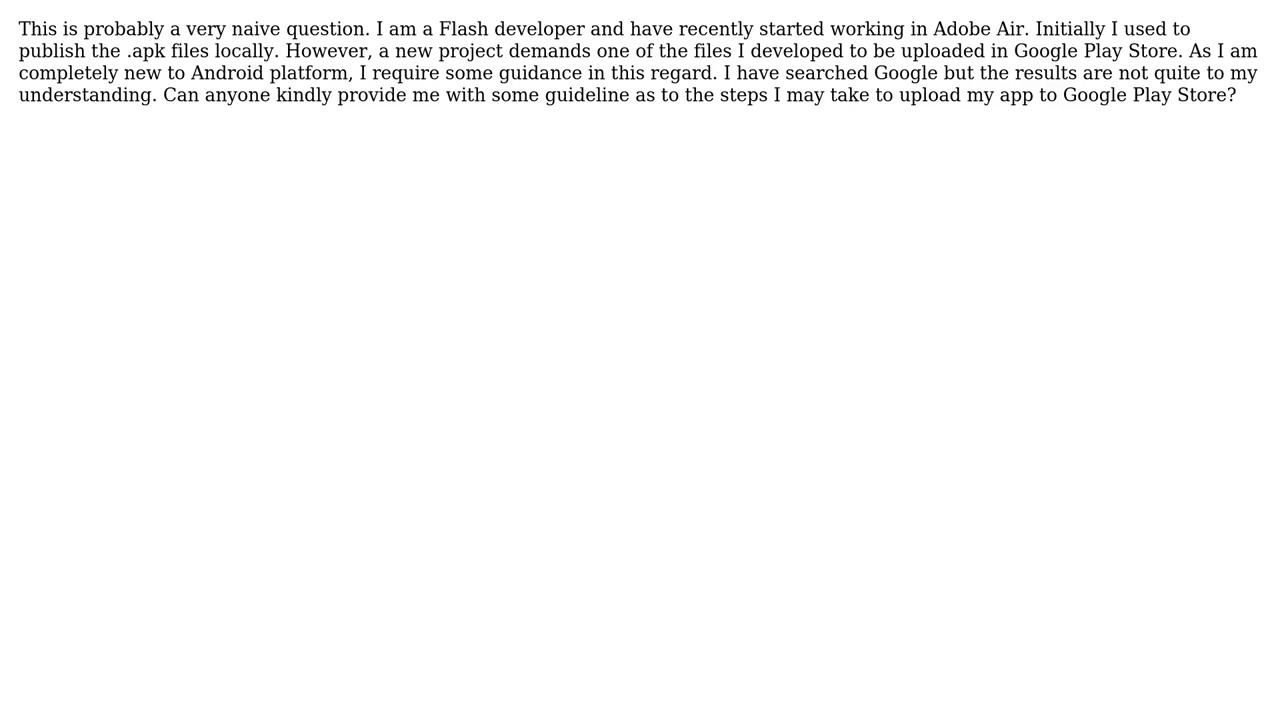 This is probably a very naive question. I am a Flash developer and have recently started working in Adobe Air. Initially I used to
publish the .apk files locally. However, a new project demands one of the files I developed to be uploaded in Google Play Store. As I am
completely new to Android platform, I require some guidance in this regard. I have searched Google but the results are not quite to my
understanding. Can anyone kindly provide me with some guideline as to the steps I may take to upload my app to Google Play Store?